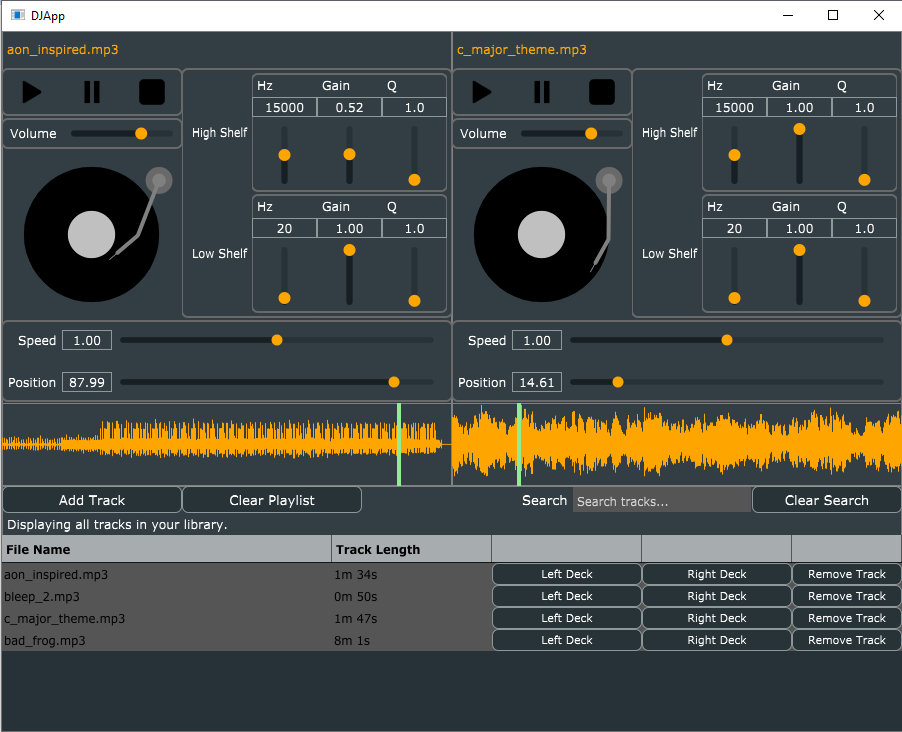 DJApp
aon_inspired.mp3
Hz Gain Q
15000 0.52 1.0
Volume
High Shelf
Hz Gain Q
20 1.00 1.0
Low Shelf
Speed 1.00
Position 87.99
c_major_theme.mp3
Hz Gain Q
15000 1.00 1.0
Volume
High Shelf
Hz Gain Q
20 1.00 1.0
Low Shelf
Speed 1.00
Position 14.61
Add Track Clear Playlist Search Search tracks... Clear Search
Displaying all tracks in your library.
File Name Track Length
aon_inspired.mp3 1m 34s Left Deck Right Deck Remove Track
bleep_2.mp3 0m 50s Left Deck Right Deck Remove Track
c_major_theme.mp3 1m 47s Left Deck Right Deck Remove Track
bad_frog.mp3 8m 1s Left Deck Right Deck Remove Track